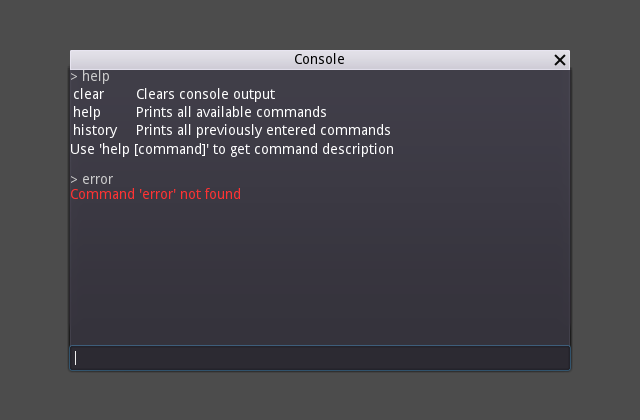 Console
> help
clear Clears console output
help Prints all available commands
history Prints all previously entered commands
Use 'help [command]' to get command description
> error
Command 'error' not found